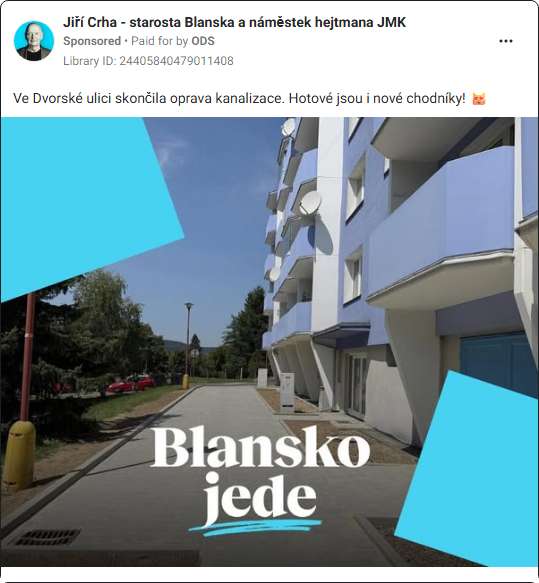 Jiří Crha - starosta Blanska a náměstek hejtmana JMK
Sponsored • Paid for by ODS
Library ID: 24405840479011408
Ve Dvorské ulici skončila oprava kanalizace. Hotové jsou i nové chodníky! 😼
Blansko
jede